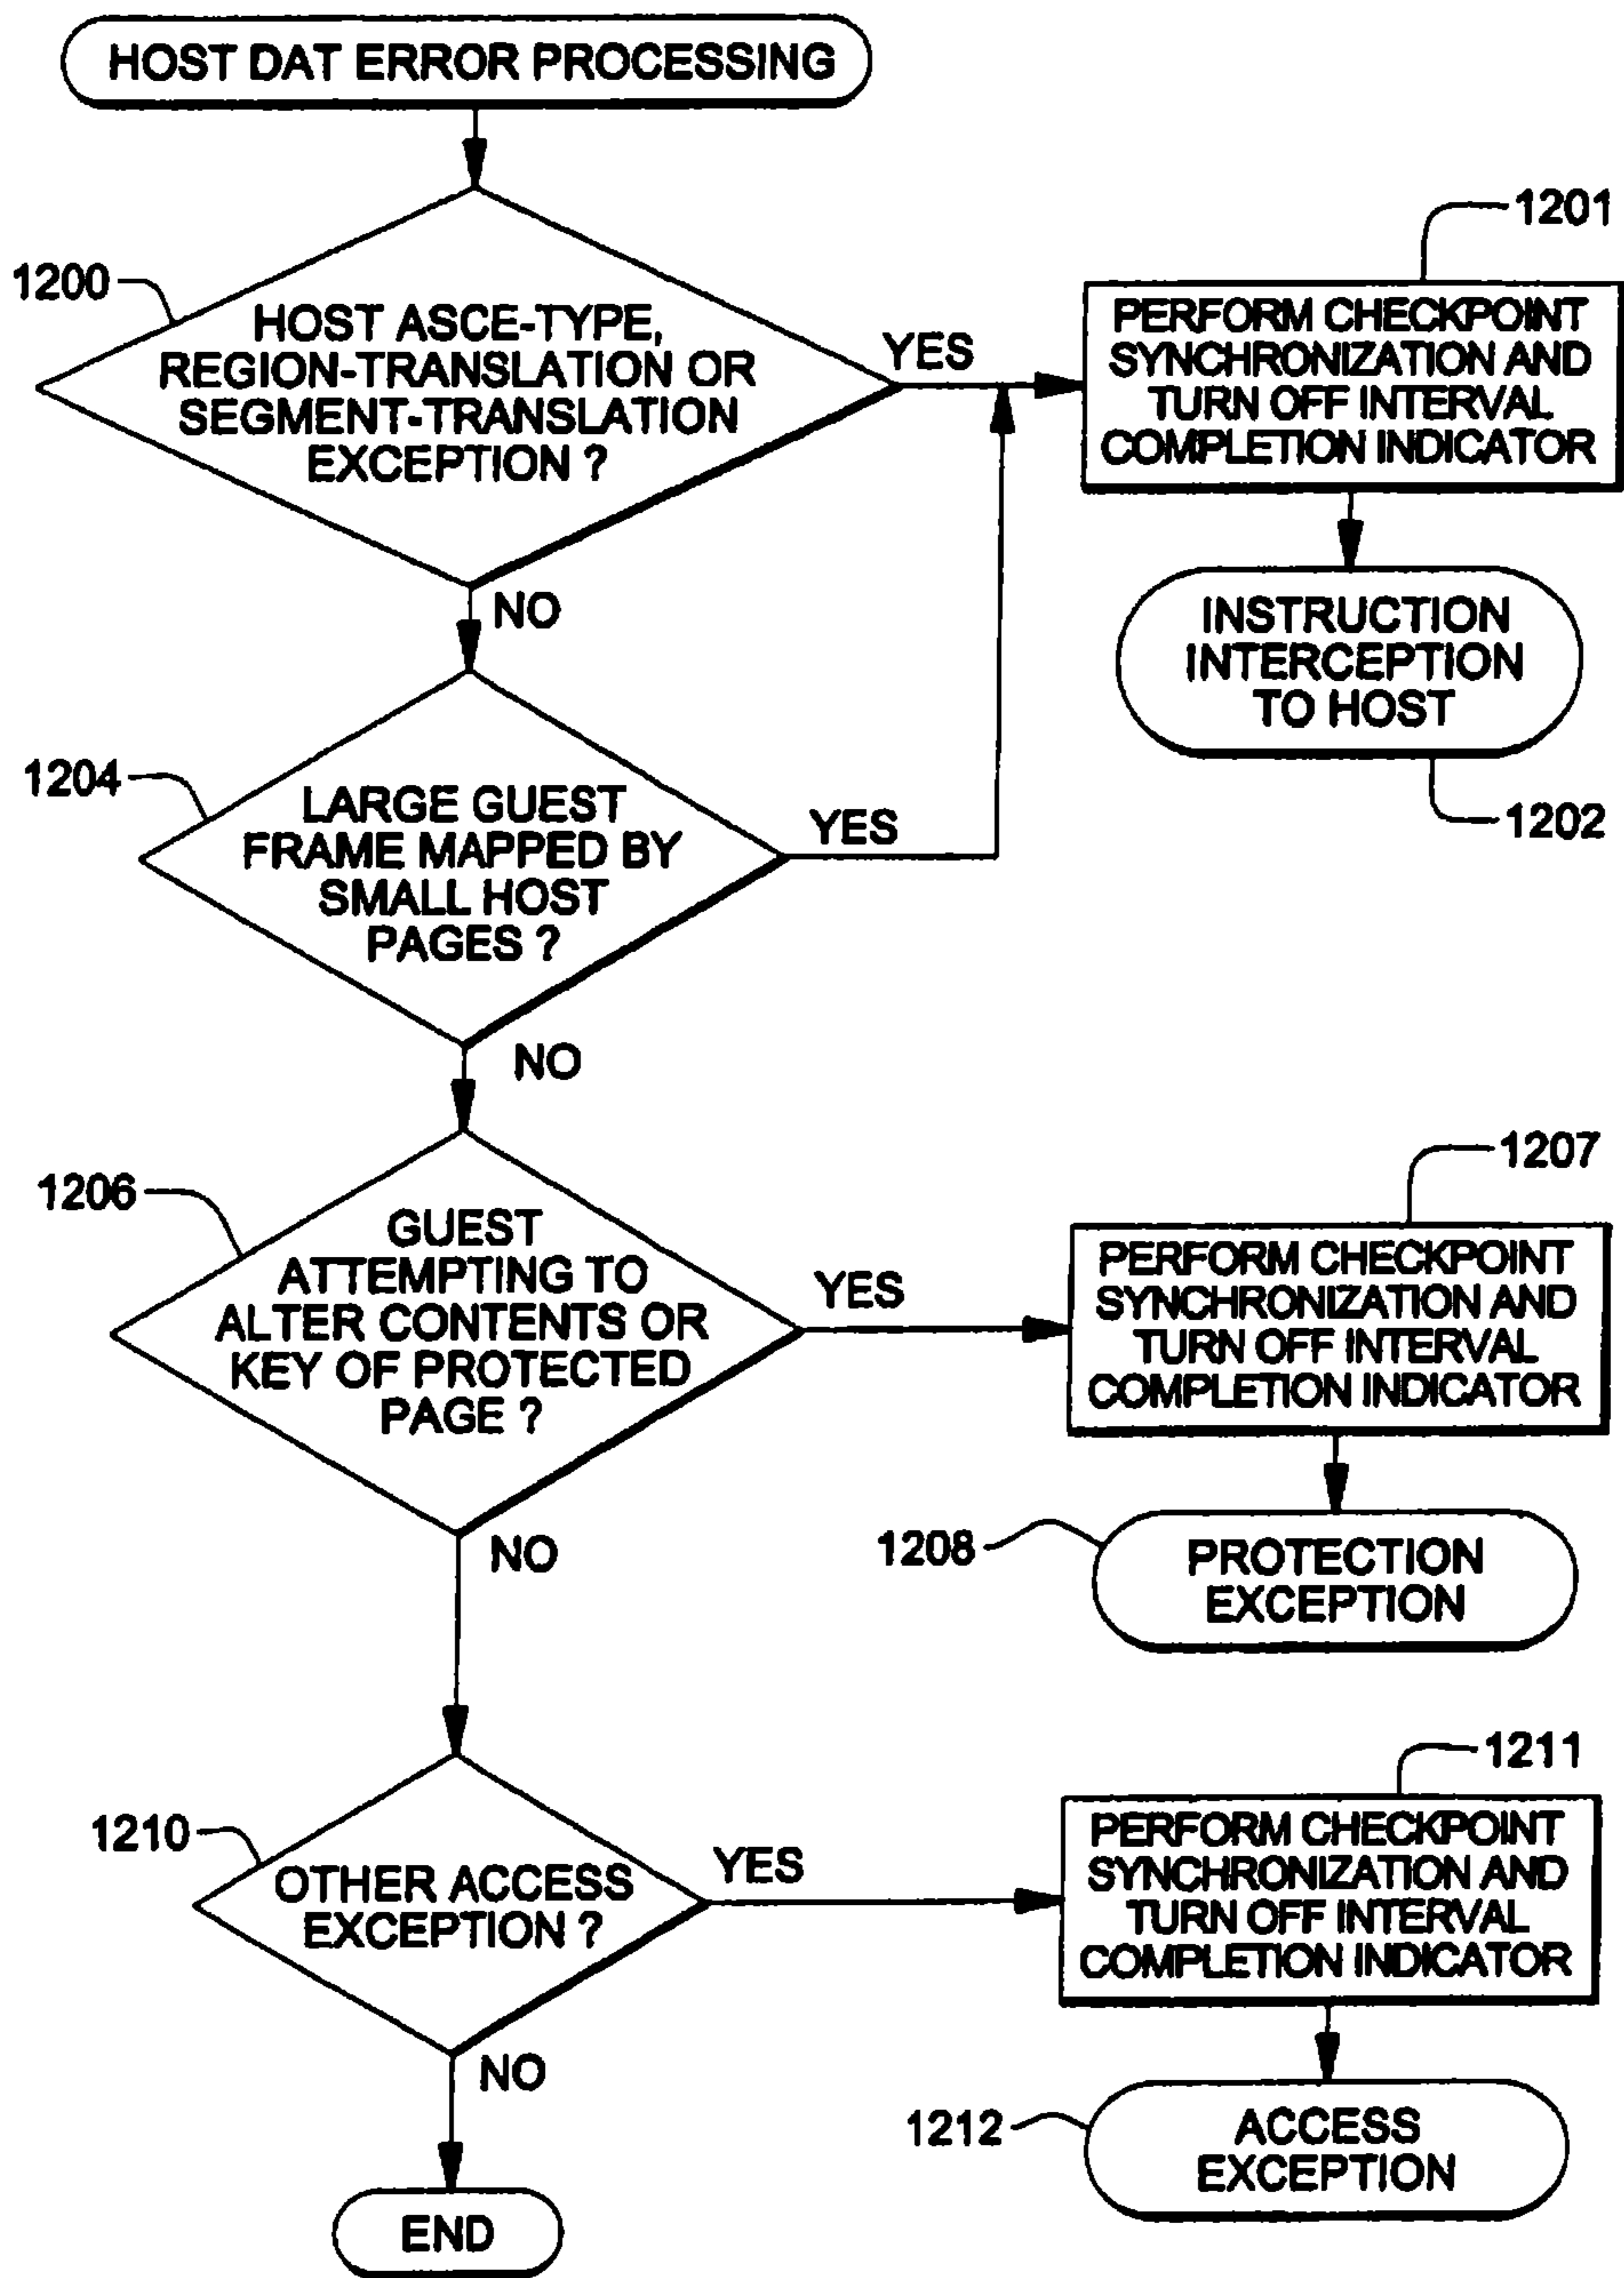 HOST DAT ERROR PROCESSING
1200
HOST ASCE-TYPE,
REGION-TRANSLATION OR
SEGMENT-TRANSLATION
EXCEPTION ?
YES
NO
1201
PERFORM CHECKPOINT
SYNCHRONIZATION AND
TURN OFF INTERVAL
COMPLETION INDICATOR
INSTRUCTION
INTERCEPTION
TO HOST
1202
1204
LARGE GUEST
FRAME MAPPED BY
SMALL HOST
PAGES ?
YES
NO
1206
GUEST
ATTEMPTING TO
ALTER CONTENTS OR
KEY OF PROTECTED
PAGE ?
YES
NO
1207
PERFORM CHECKPOINT
SYNCHRONIZATION AND
TURN OFF INTERVAL
COMPLETION INDICATOR
1208
PROTECTION
EXCEPTION
1210
OTHER ACCESS
EXCEPTION ?
YES
NO
1211
PERFORM CHECKPOINT
SYNCHRONIZATION AND
TURN OFF INTERVAL
COMPLETION INDICATOR
1212
ACCESS
EXCEPTION
END